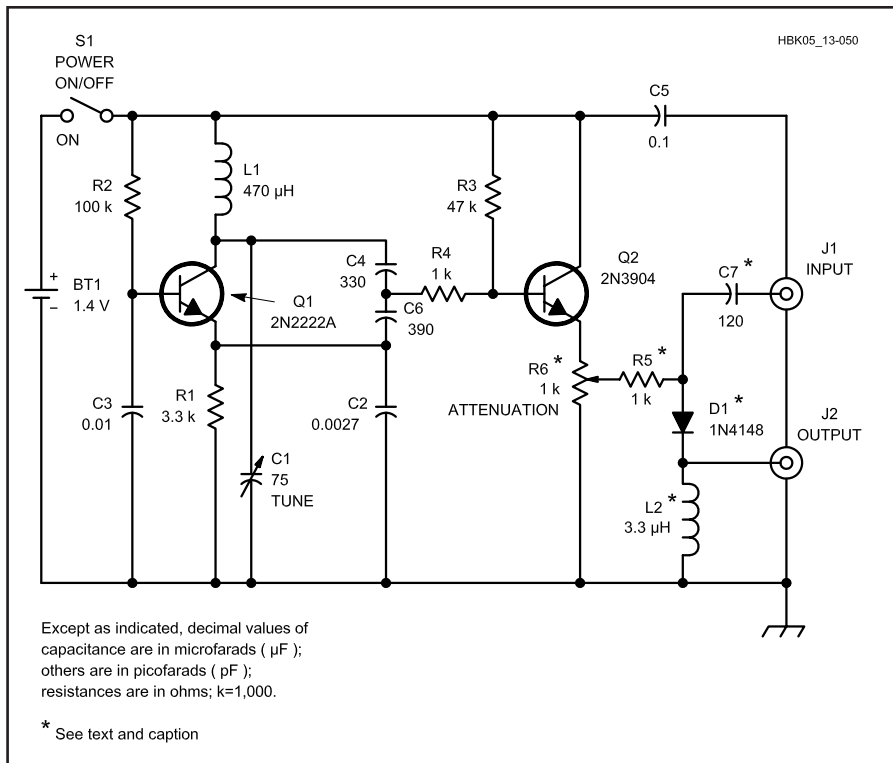 HBK05_13-050
S1
POWER
ON/OFF
ON
C5
0.1
R2
100 k
L1
470 µH
R3
47 k
C4
330
R4
1 k
Q2
2N3904
C7 *
120
J1
INPUT
+
BT1
1.4 V
–
Q1
2N2222A
C6
390
R6 *
1 k
ATTENUATION
R5 *
1 k
D1 *
1N4148
J2
OUTPUT
C3
0.01
R1
3.3 k
C2
0.0027
C1
75
TUNE
L2 *
3.3 µH
Except as indicated, decimal values of
capacitance are in microfarads ( µF );
others are in picofarads ( pF );
resistances are in ohms; k=1,000.
* See text and caption